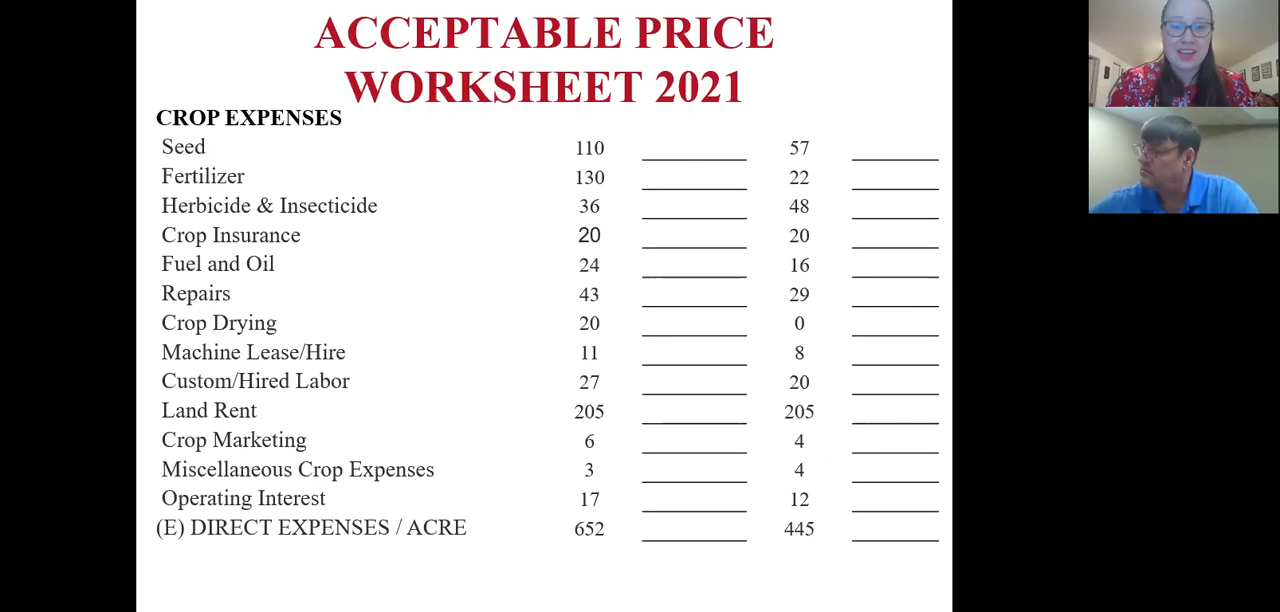 ACCEPTABLE PRICE
WORKSHEET 2021
CROP EXPENSES
Seed 110 57
Fertilizer 130 22
Herbicide & Insecticide 36 48
Crop Insurance 20 20
Fuel and Oil 24 16
Repairs 43 29
Crop Drying 20 0
Machine Lease/Hire 11 8
Custom/Hired Labor 27 20
Land Rent 205 205
Crop Marketing 6 4
Miscellaneous Crop Expenses 3 4
Operating Interest 17 12
(E) DIRECT EXPENSES / ACRE 652 445